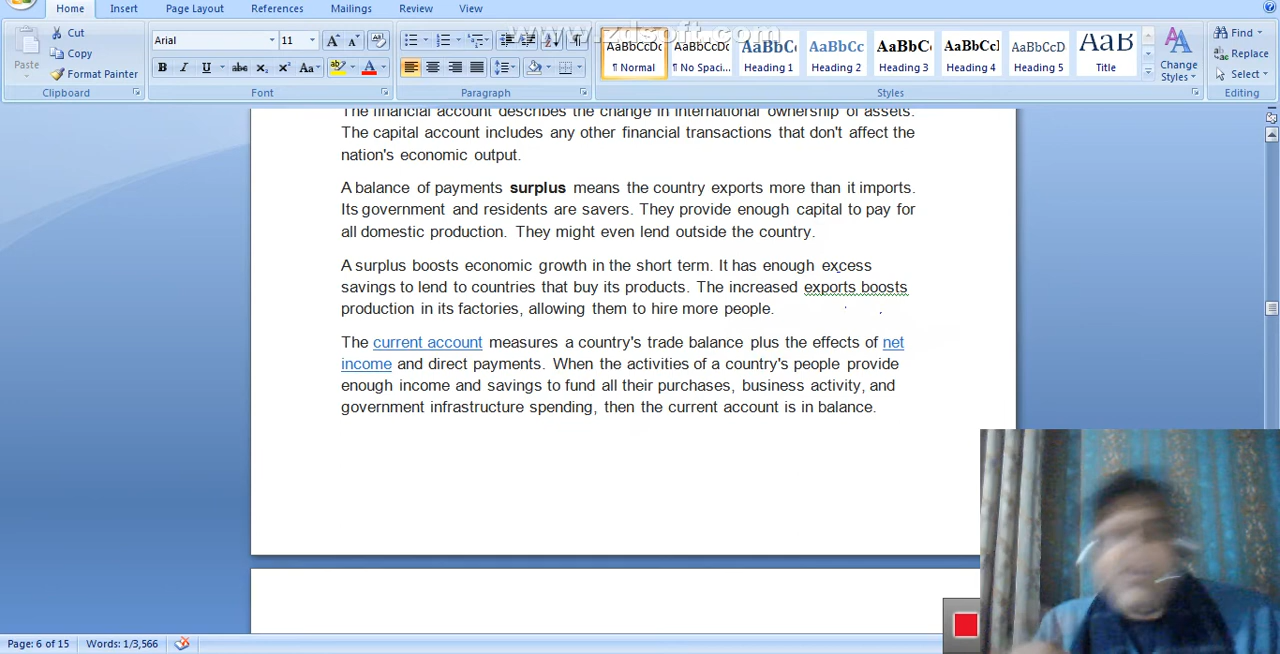 Home Insert Page Layout References Mailings Review View
Cut
Copy
Format Painter
Paste
Clipboard
Arial 11
Font
Paragraph
AaBbCcDc AaBbCcDc AaBbC AaBbCc AaBbC AaBbCcI AaBbCcD AaB
¶ Normal ¶ No Spaci... Heading 1 Heading 2 Heading 3 Heading 4 Heading 5 Title
Change
Styles
Styles
Find
Replace
Select
Editing
The financial account describes the change in international ownership of assets.
The capital account includes any other financial transactions that don't affect the
nation's economic output.
A balance of payments surplus means the country exports more than it imports.
Its government and residents are savers. They provide enough capital to pay for
all domestic production. They might even lend outside the country.
A surplus boosts economic growth in the short term. It has enough excess
savings to lend to countries that buy its products. The increased exports boosts
production in its factories, allowing them to hire more people.
The current account measures a country's trade balance plus the effects of net
income and direct payments. When the activities of a country's people provide
enough income and savings to fund all their purchases, business activity, and
government infrastructure spending, then the current account is in balance.
Page: 6 of 15 Words: 1/3,566